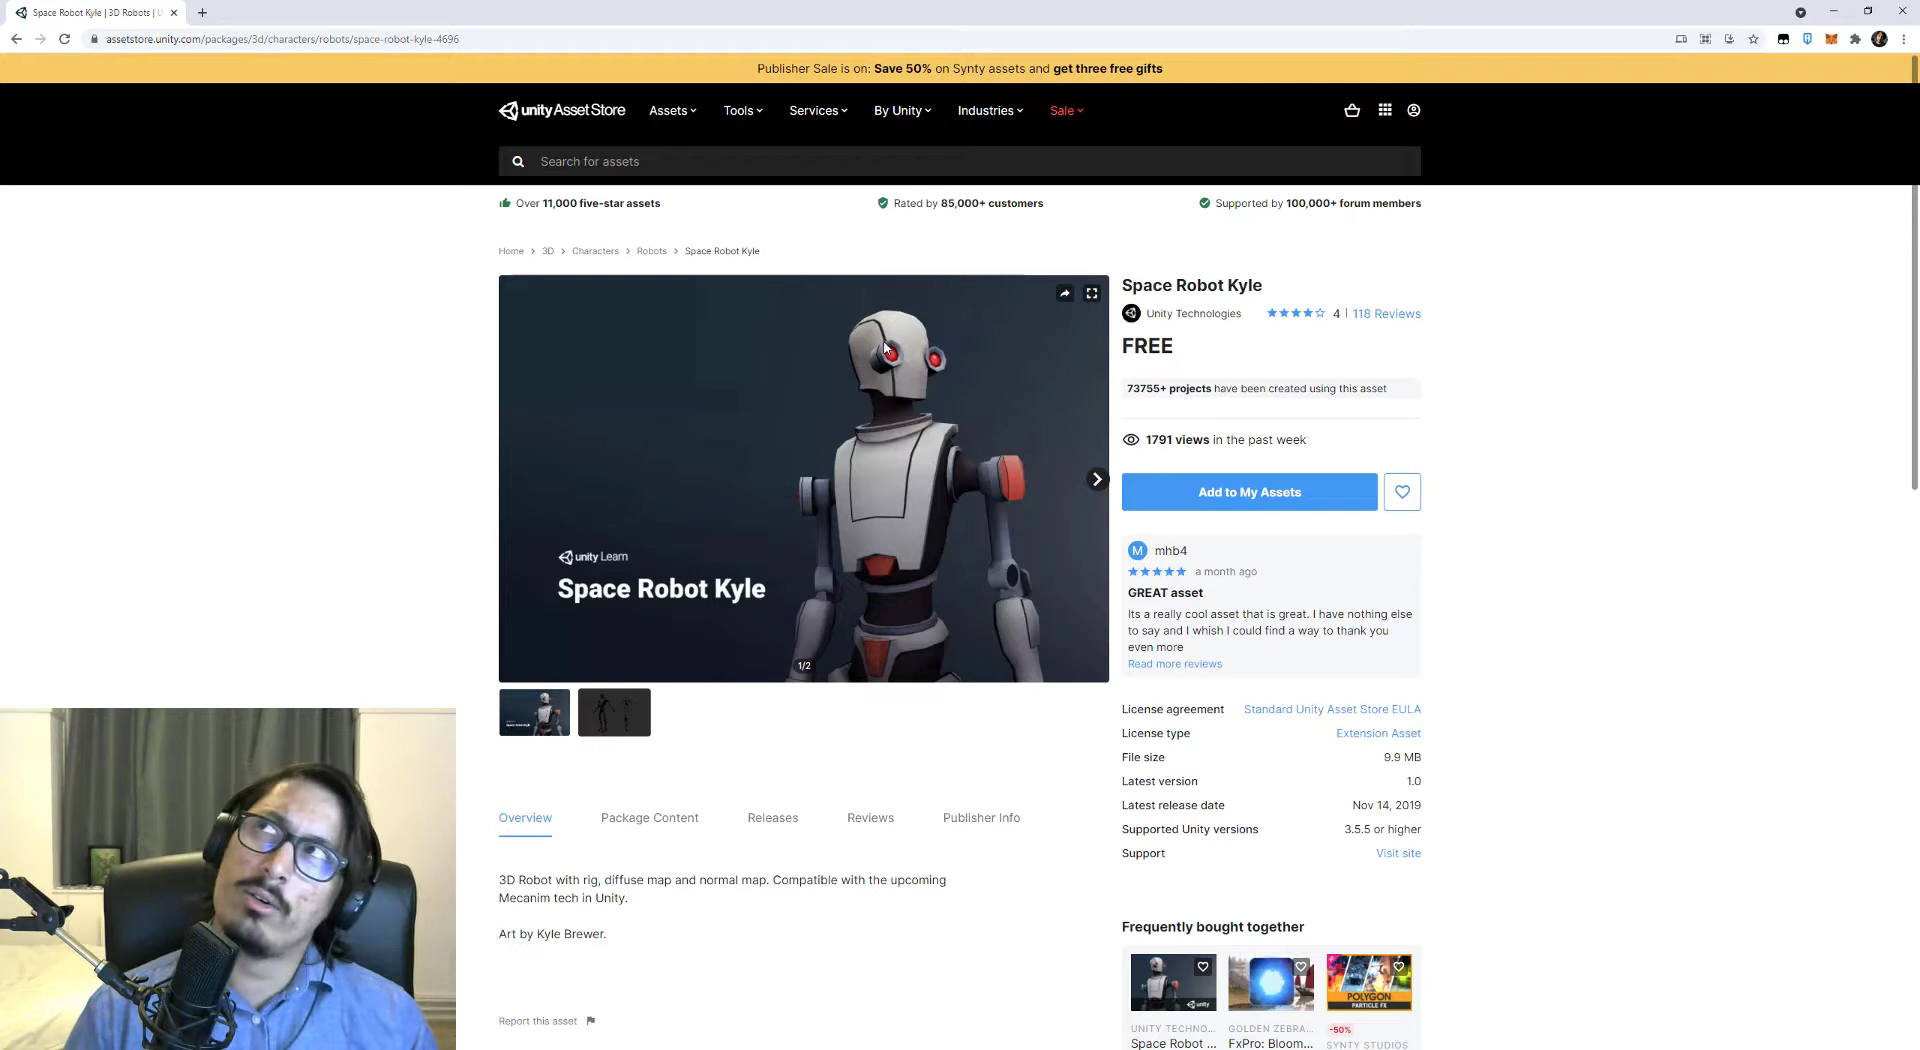 Space Robot Kyle | 3D Robots | U
assetstore.unity.com/packages/3d/characters/robots/space-robot-kyle-4696
Publisher Sale is on: Save 50% on Synty assets and get three free gifts
unity Asset Store
Assets
Tools
Services
By Unity
Industries
Sale
Search for assets
Over 11,000 five-star assets
Rated by 85,000+ customers
Supported by 100,000+ forum members
Home > 3D > Characters > Robots > Space Robot Kyle
unity Learn
Space Robot Kyle
1/2
Space Robot Kyle
Unity Technologies
4 | 118 Reviews
FREE
73755+ projects have been created using this asset
1791 views in the past week
Add to My Assets
M mhb4
a month ago
GREAT asset
Its a really cool asset that is great. I have nothing else
to say and I whish I could find a way to thank you
even more
Read more reviews
License agreement Standard Unity Asset Store EULA
License type Extension Asset
File size 9.9 MB
Latest version 1.0
Latest release date Nov 14, 2019
Supported Unity versions 3.5.5 or higher
Support Visit site
Overview
Package Content
Releases
Reviews
Publisher Info
3D Robot with rig, diffuse map and normal map. Compatible with the upcoming
Mecanim tech in Unity.
Art by Kyle Brewer.
Report this asset
Frequently bought together
unity
POLYGON
PARTICLE FX
UNITY TECHNO...
Space Robot ...
GOLDEN ZEBRA...
FxPro: Bloom...
-50%
SYNTY STUDIOS